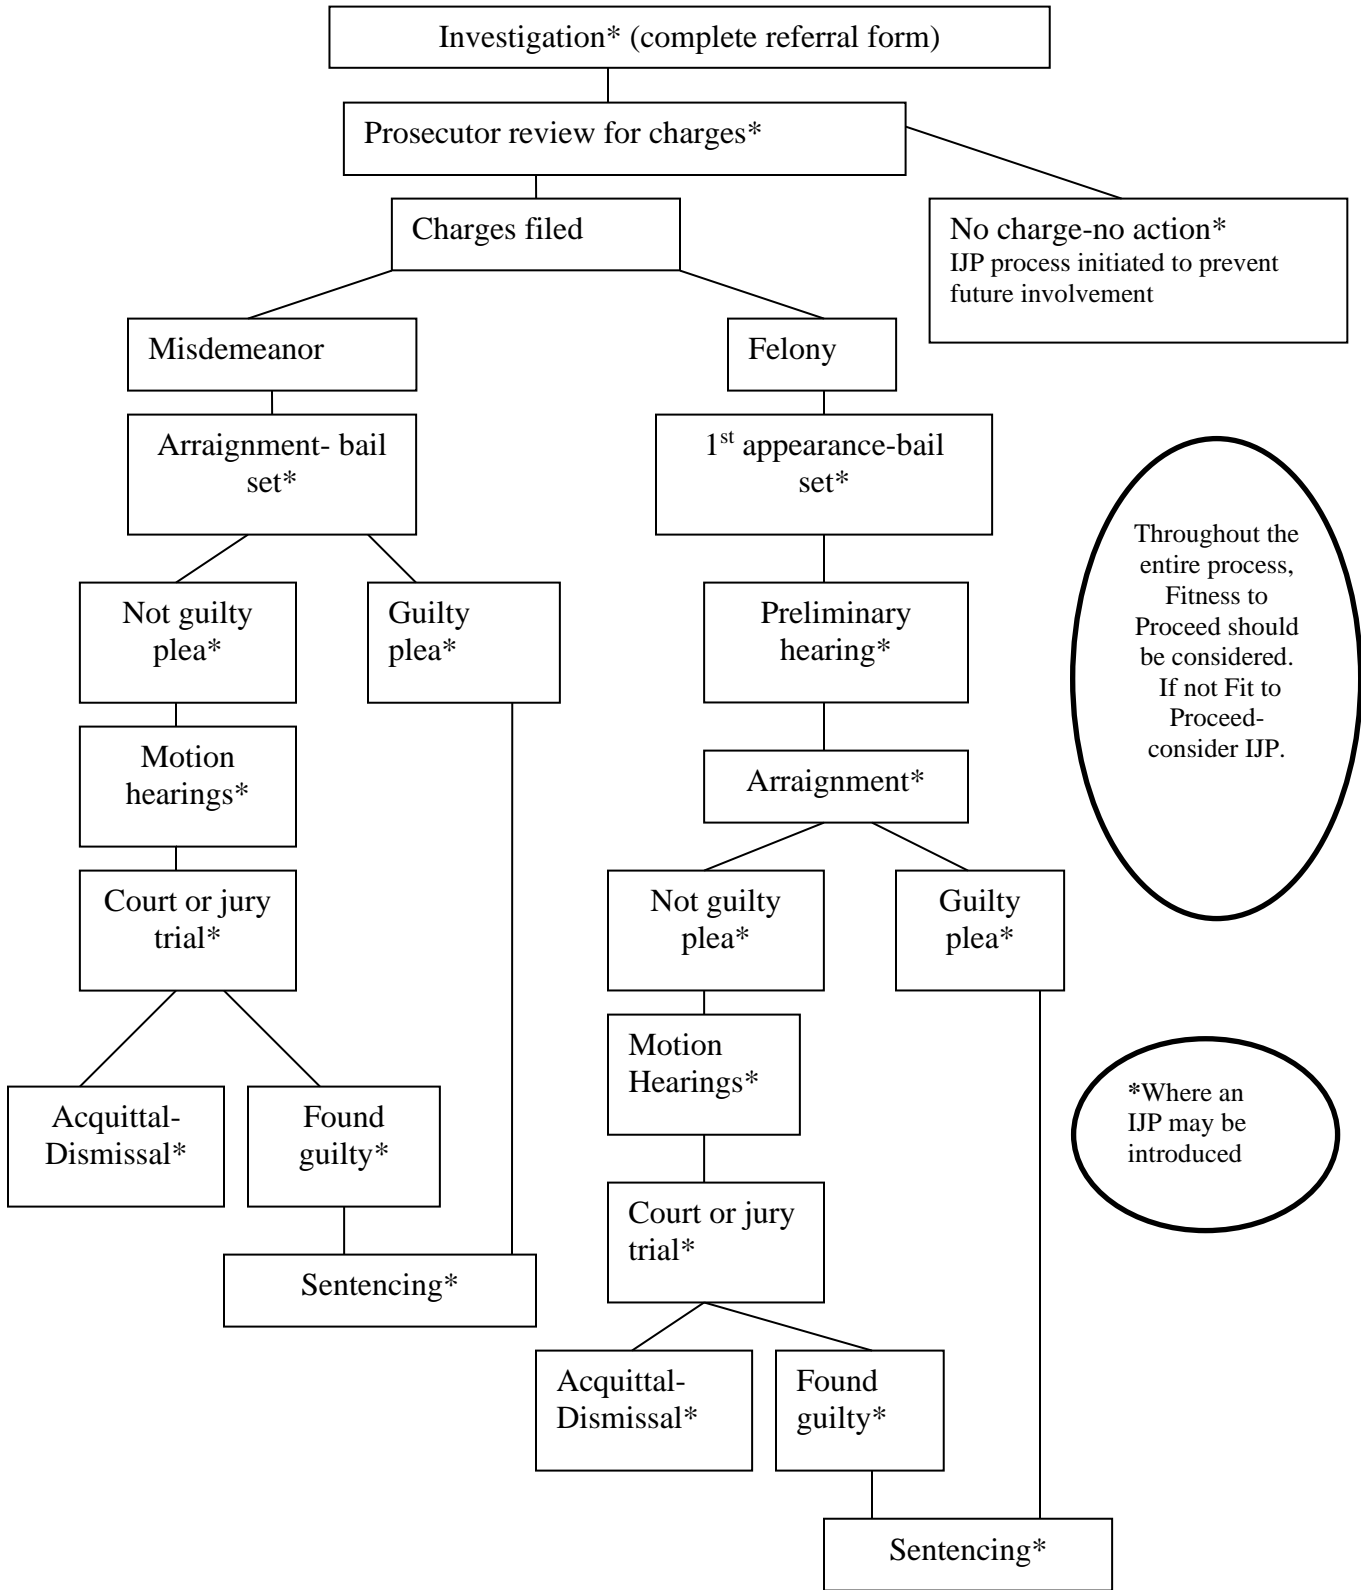 Investigation* (complete referral form)
Prosecutor review for charges*
Charges filed
No charge-no action*
IJP process initiated to prevent
future involvement
Misdemeanor
Felony
Arraignment- bail
set*
1st appearance-bail
set*
Throughout the
entire process,
Fitness to
Proceed should
be considered.
If not Fit to
Proceed-
consider IJP.
Not guilty
plea*
Guilty
plea*
Preliminary
hearing*
Motion
hearings*
Arraignment*
Court or jury
trial*
Not guilty
plea*
Guilty
plea*
Motion
Hearings*
Acquittal-
Dismissal*
Found
guilty*
*Where an
IJP may be
introduced
Court or jury
trial*
Sentencing*
Acquittal-
Dismissal*
Found
guilty*
Sentencing*